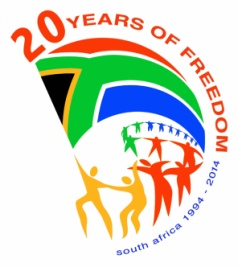 20 YEARS OF FREEDOM
south africa 1994 - 2014